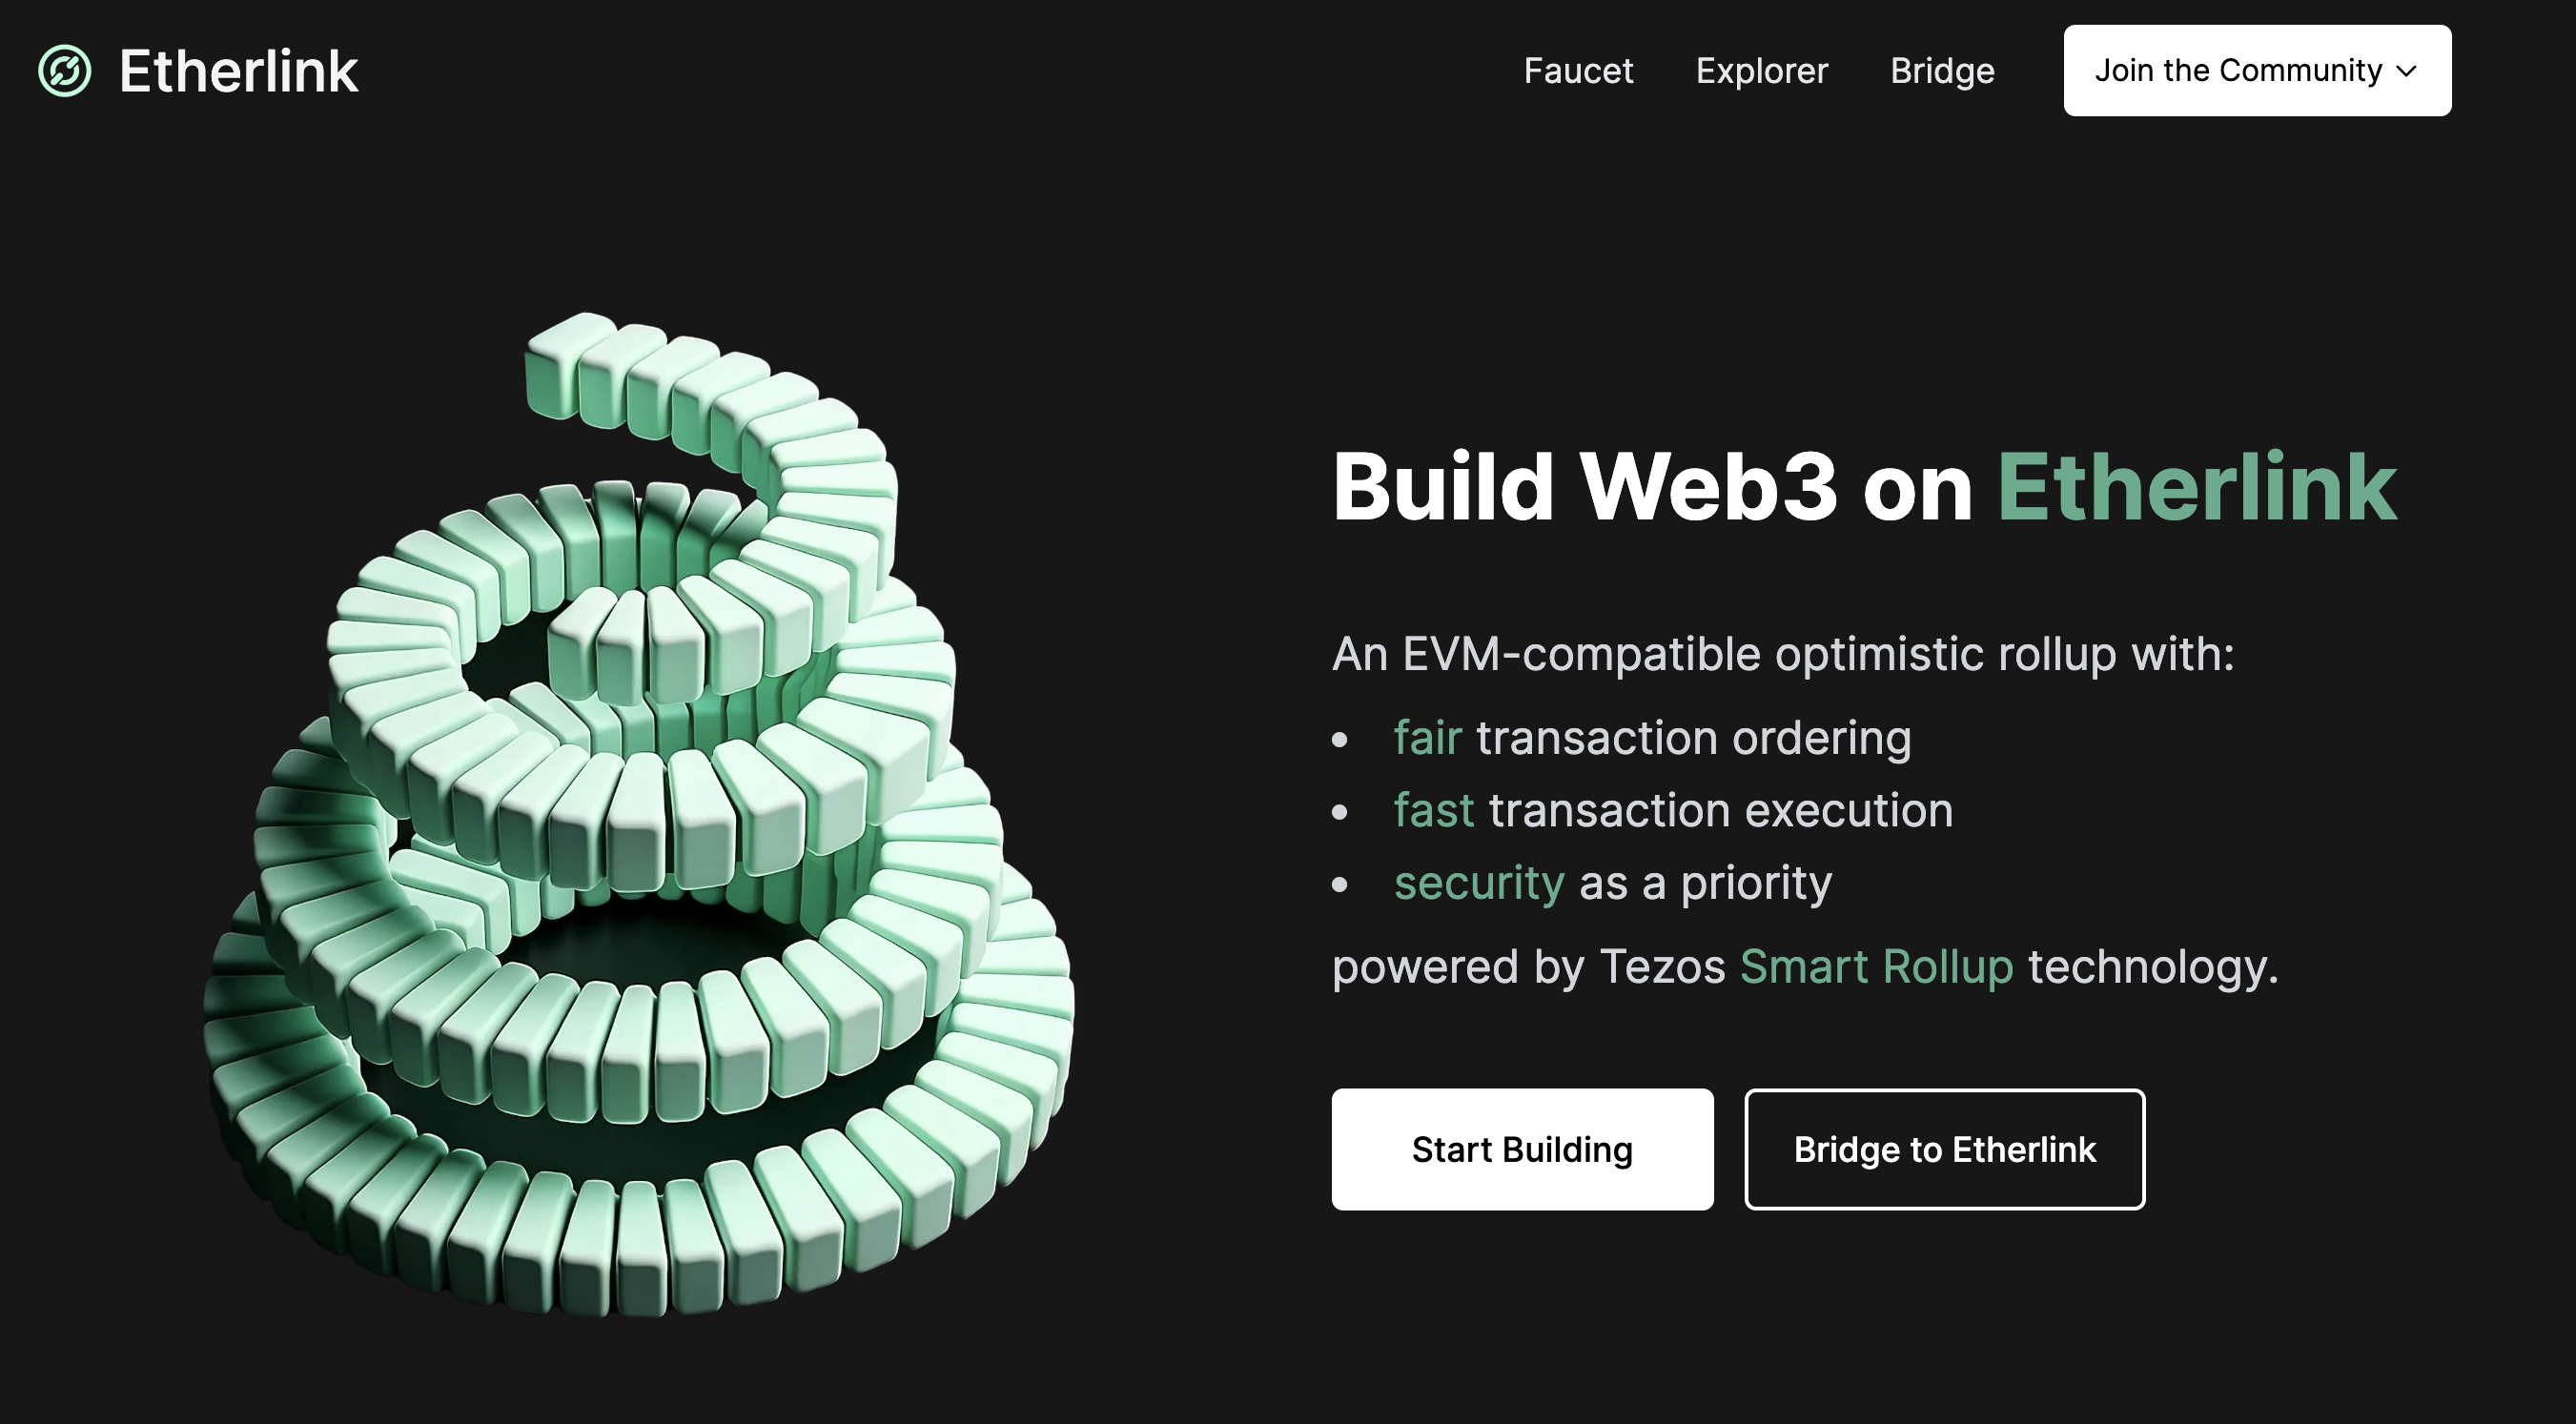 Etherlink
Faucet
Explorer
Bridge
Join the Community
Build Web3 on Etherlink
An EVM-compatible optimistic rollup with:
• fair transaction ordering
• fast transaction execution
• security as a priority
powered by Tezos Smart Rollup technology.
Start Building
Bridge to Etherlink